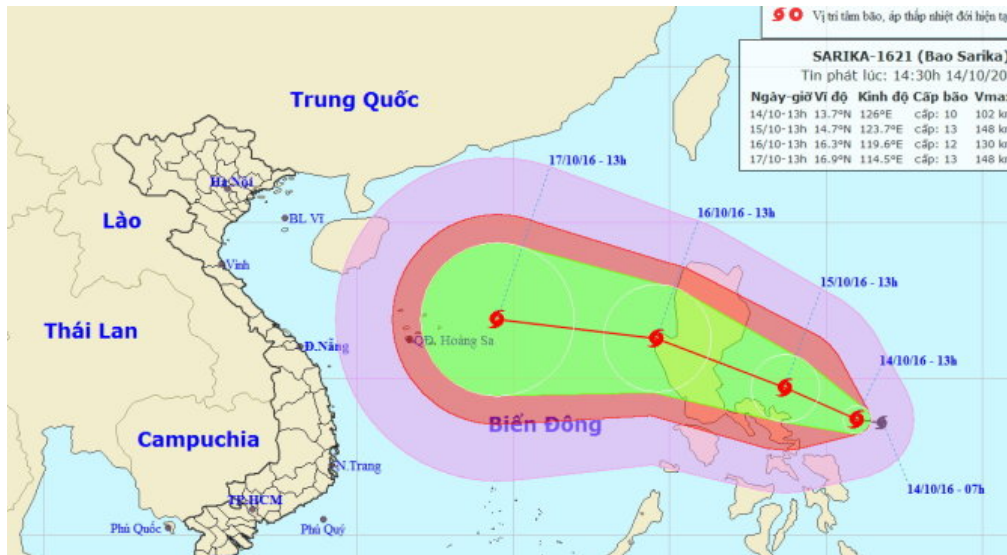 Vị trí tâm bão, áp thấp nhiệt đới hiện tạ
SARIKA-1621 (Bao Sarika)
Tin phát lúc: 14:30h 14/10/20
Ngày-giờ Vĩ độ Kinh độ Cấp bão Vma
14/10-13h 13.7°N 126°E cấp: 10 102 k
15/10-13h 14.7°N 123.7°E cấp: 13 148 k
16/10-13h 16.3°N 119.6°E cấp: 12 130 k
17/10-13h 16.9°N 114.5°E cấp: 13 148 k
Trung Quốc
17/10/16 - 13h
Hà Nội
16/10/16 - 13h
Lào
BL Vĩ
Vinh
15/10/16 - 13h
Thái Lan
QĐ. Hoàng Sa
Đ.Nẵng
14/10/16 - 13h
Biển Đông
Campuchia
N.Trang
14/10/16 - 07h
TP.HCM
Phú Quốc
Phú Quý